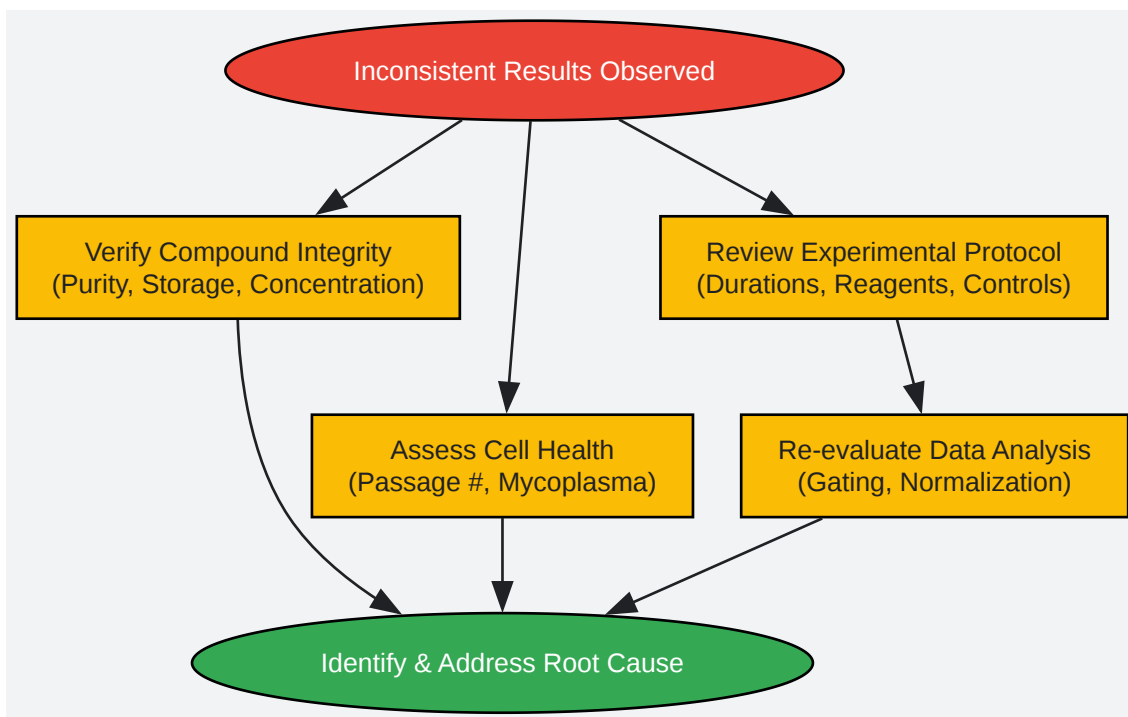 Inconsistent Results Observed
Verify Compound Integrity
(Purity, Storage, Concentration)
Review Experimental Protocol
(Durations, Reagents, Controls)
Assess Cell Health
(Passage #, Mycoplasma)
Re-evaluate Data Analysis
(Gating, Normalization)
Identify & Address Root Cause